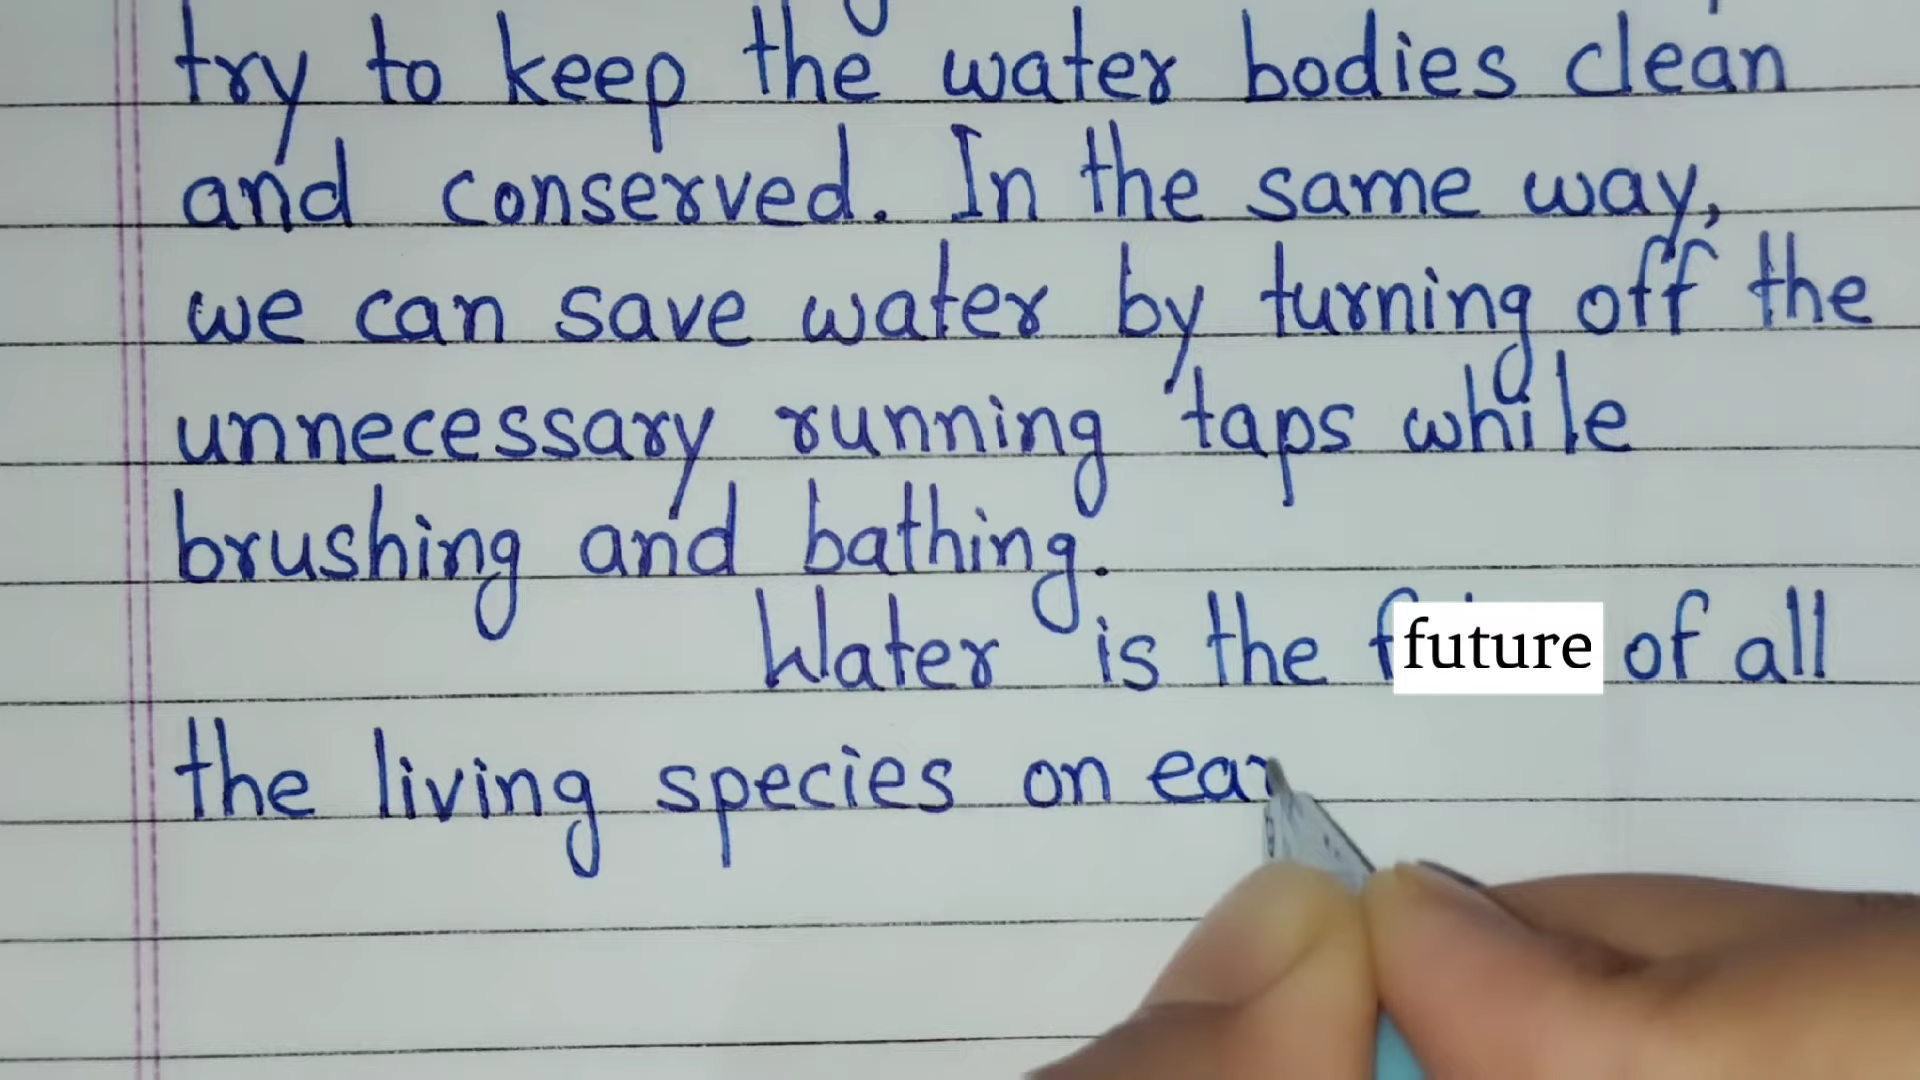 try to keep the water bodies clean
and conserved. In the same way,
we can save water by turning off the
unnecessary running taps while
brushing and bathing.
Water is the future of all
the living species on ear